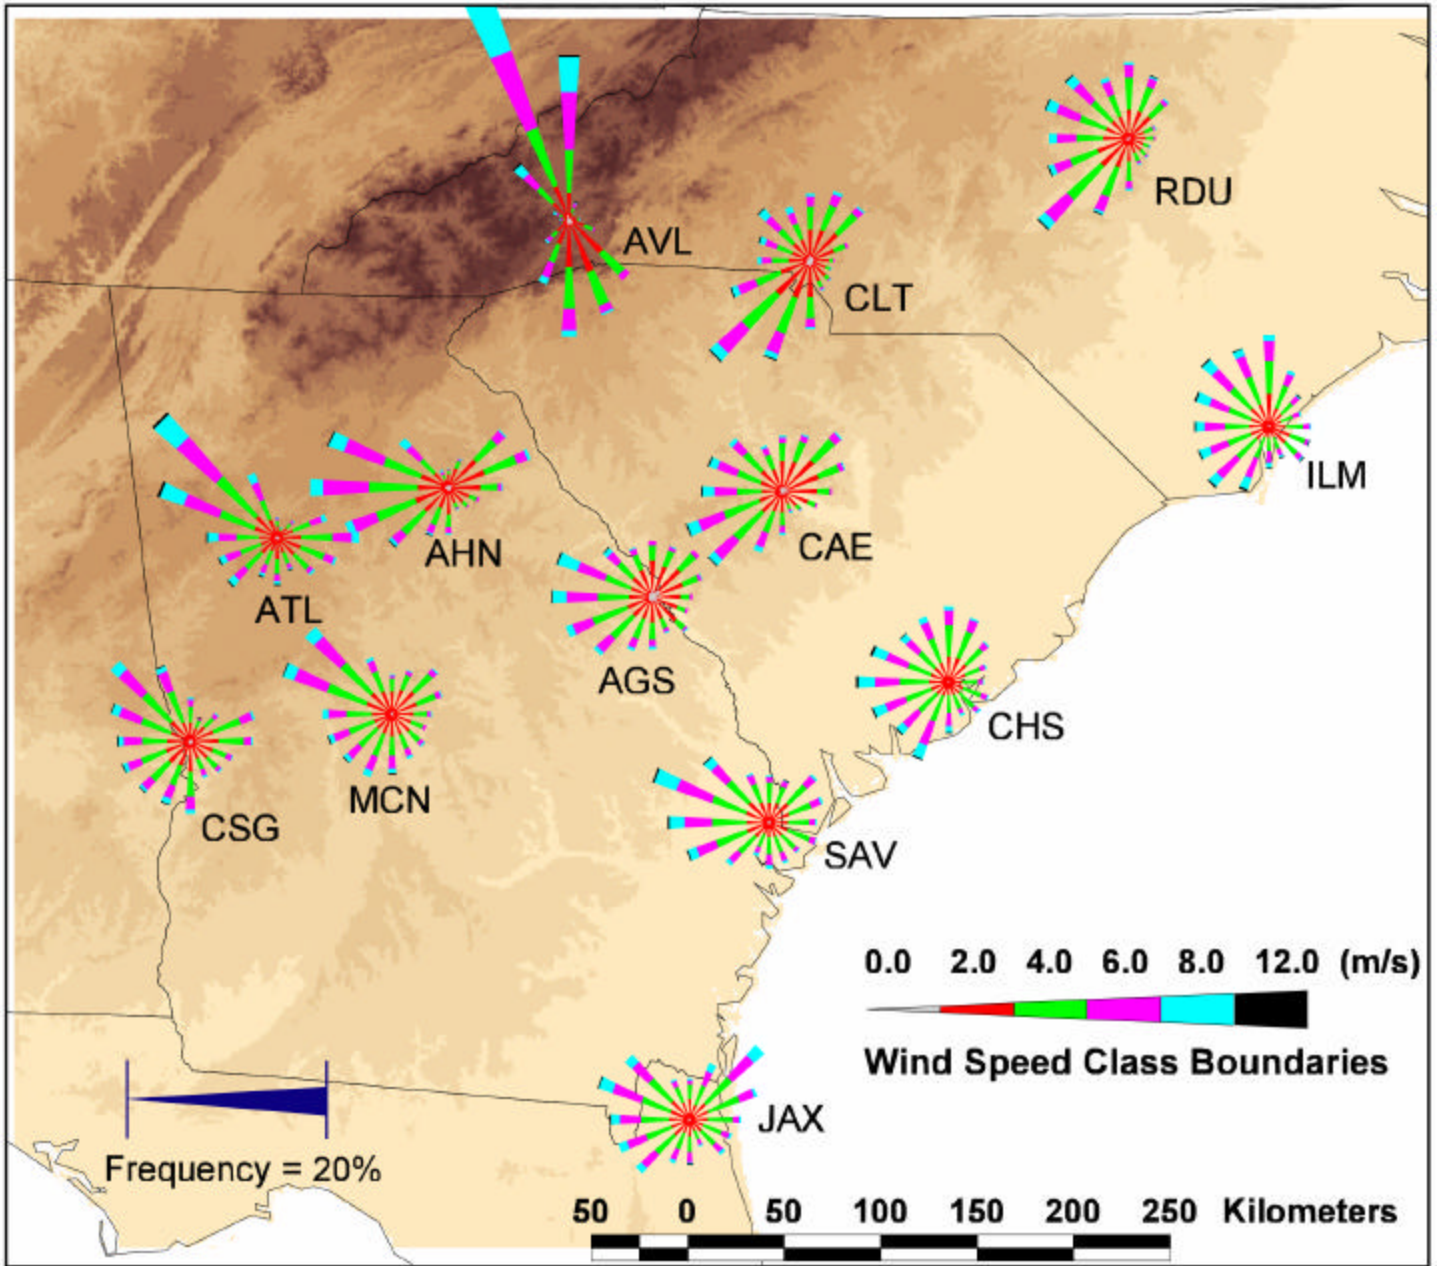 RDU
AVL
CLT
ILM
AHN
CAE
ATL
AGS
CHS
MCN
CSG
SAV
0.0 2.0 4.0 6.0 8.0 12.0 (m/s)
Wind Speed Class Boundaries
JAX
Frequency = 20%
50 0 50 100 150 200 250 Kilometers